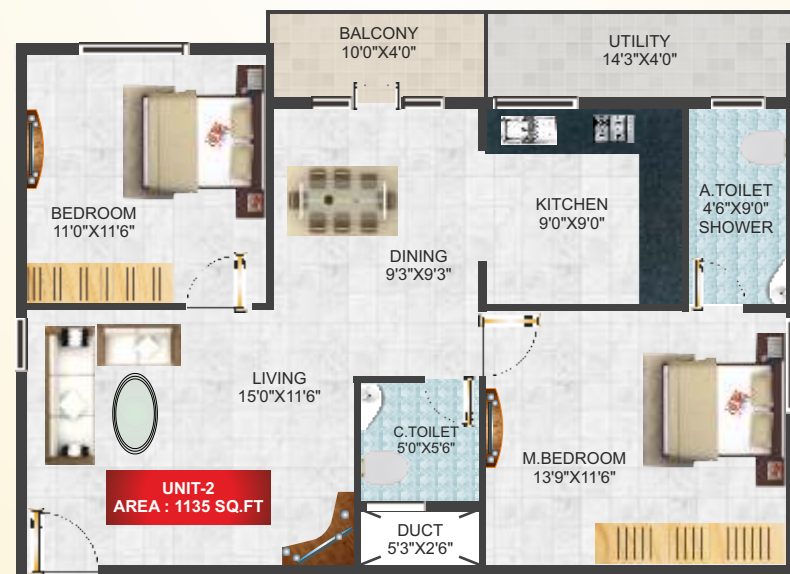 BALCONY
10'0"X4'0"
UTILITY
14'3"X4'0"
BEDROOM
11'0"X11'6"
KITCHEN
9'0"X9'0"
A.TOILET
4'6"X9'0"
SHOWER
DINING
9'3"X9'3"
LIVING
15'0"X11'6"
C.TOILET
5'0"X5'6"
M.BEDROOM
13'9"X11'6"
UNIT-2
AREA : 1135 SQ.FT
DUCT
5'3"X2'6"